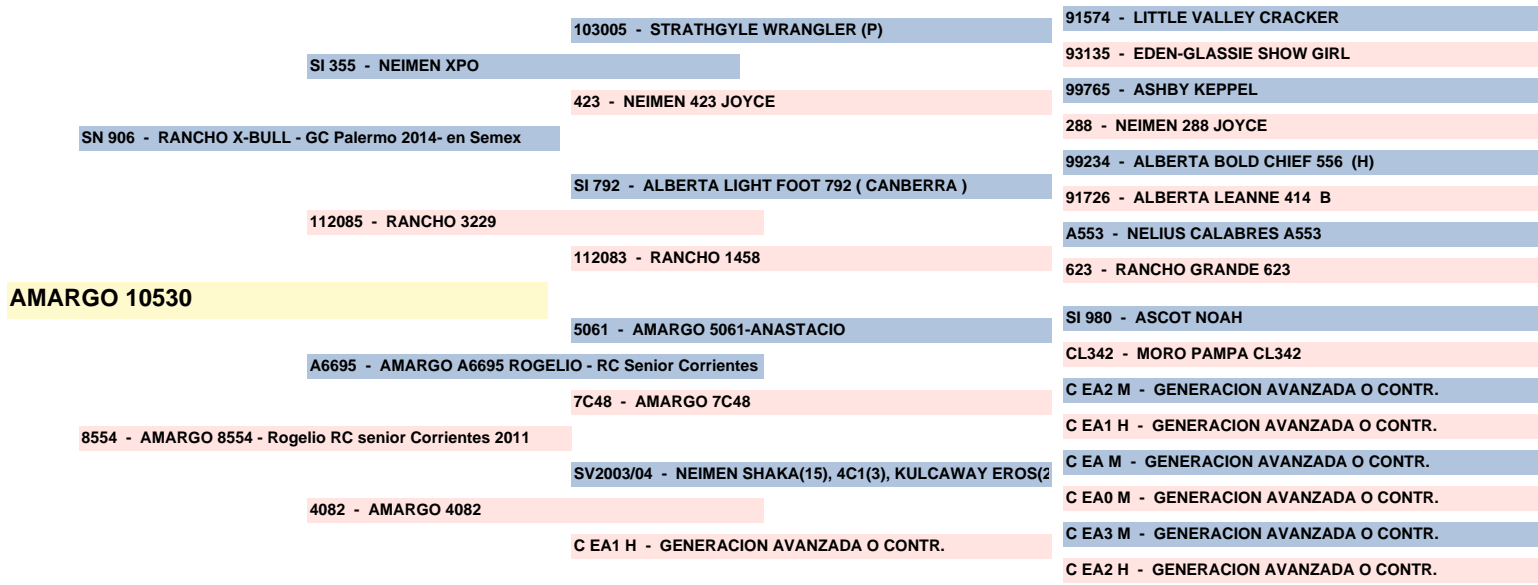 91574 - LITTLE VALLEY CRACKER
103005 - STRATHGYLE WRANGLER (P)
93135 - EDEN-GLASSIE SHOW GIRL
SI 355 - NEIMEN XPO
99765 - ASHBY KEPPEL
423 - NEIMEN 423 JOYCE
288 - NEIMEN 288 JOYCE
SN 906 - RANCHO X-BULL - GC Palermo 2014- en Semex
99234 - ALBERTA BOLD CHIEF 556 (H)
SI 792 - ALBERTA LIGHT FOOT 792 ( CANBERRA )
91726 - ALBERTA LEANNE 414 B
112085 - RANCHO 3229
A553 - NELIUS CALABRES A553
112083 - RANCHO 1458
623 - RANCHO GRANDE 623
AMARGO 10530
SI 980 - ASCOT NOAH
5061 - AMARGO 5061-ANASTACIO
CL342 - MORO PAMPA CL342
A6695 - AMARGO A6695 ROGELIO - RC Senior Corrientes
C EA2 M - GENERACION AVANZADA O CONTR.
7C48 - AMARGO 7C48
C EA1 H - GENERACION AVANZADA O CONTR.
8554 - AMARGO 8554 - Rogelio RC senior Corrientes 2011
C EA M - GENERACION AVANZADA O CONTR.
SV2003/04 - NEIMEN SHAKA(15), 4C1(3), KULCAWAY EROS(2
C EA0 M - GENERACION AVANZADA O CONTR.
4082 - AMARGO 4082
C EA3 M - GENERACION AVANZADA O CONTR.
C EA1 H - GENERACION AVANZADA O CONTR.
C EA2 H - GENERACION AVANZADA O CONTR.